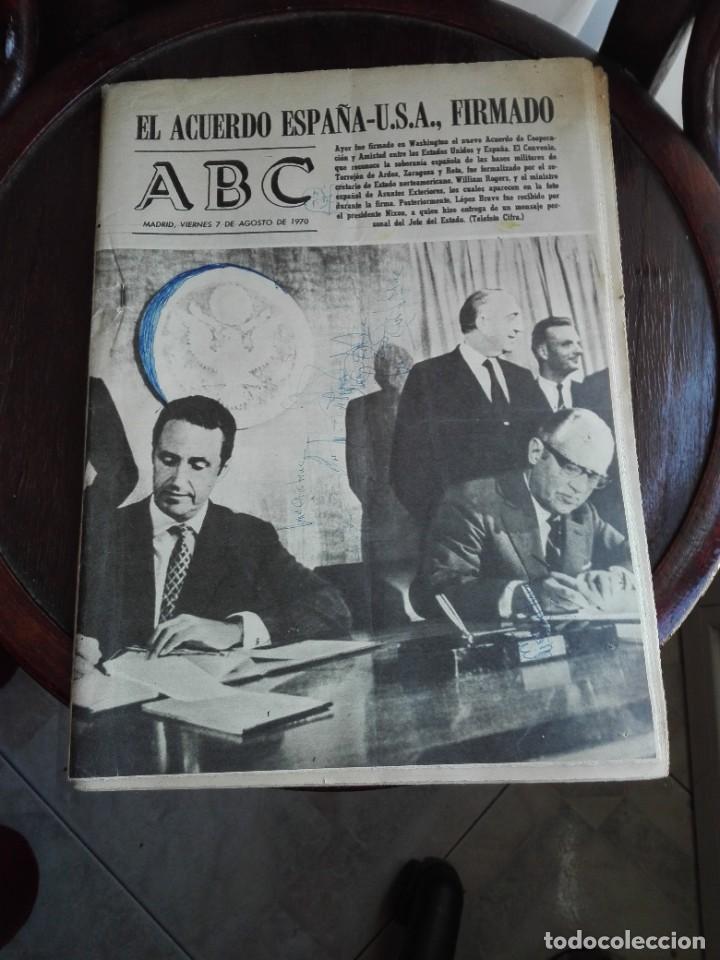 EL ACUERDO ESPAÑA-U.S.A., FIRMADO
ABC
MADRID, VIERNES 7 DE AGOSTO DE 1970
Ayer fue firmado en Washington el nuevo Acuerdo de Coopera-
ción y Amistad entre los Estados Unidos y España. El Convenio,
que reconoce la soberanía española de las bases militares de
Torrejón de Ardoz, Zaragoza y Rota, fue formalizado por el se-
cretario de Estado norteamericano, William Rogers, y el ministro
español de Asuntos Exteriores, los cuales aparecen en la foto
durante la firma. Posteriormente, López Bravo fue recibido por
el presidente Nixon, a quien hizo entrega de un mensaje per-
sonal del Jefe del Estado. (Telefoto Cifra.)
todocoleccion